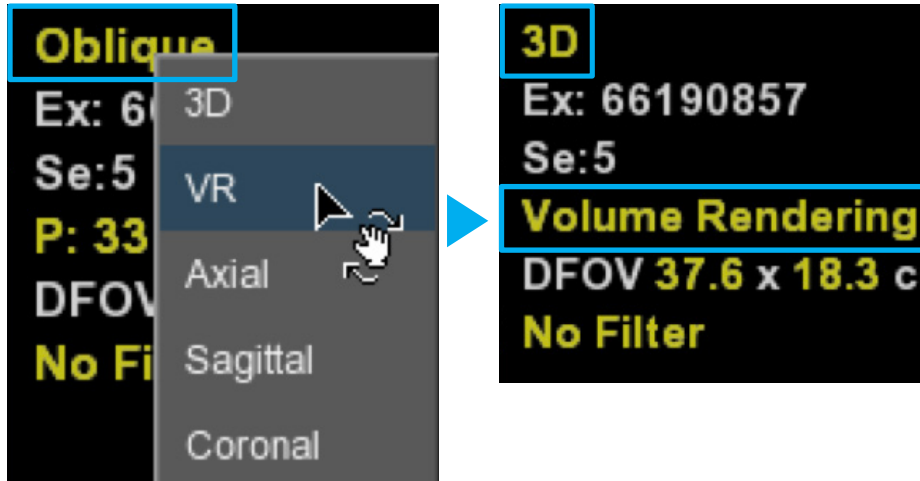 Oblique
Ex: 6
Se:5
P: 33
DFOV
No Fi
3D
VR
Axial
Sagittal
Coronal
3D
Ex: 66190857
Se:5
Volume Rendering
DFOV 37.6 x 18.3 c
No Filter